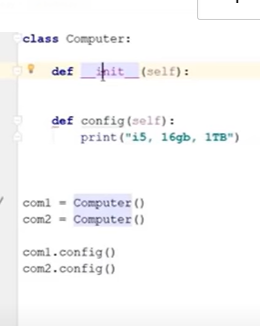 class Computer:
def __init__(self):
def config(self):
print("i5, 16gb, 1TB")
com1 = Computer()
com2 = Computer()
com1.config()
com2.config()